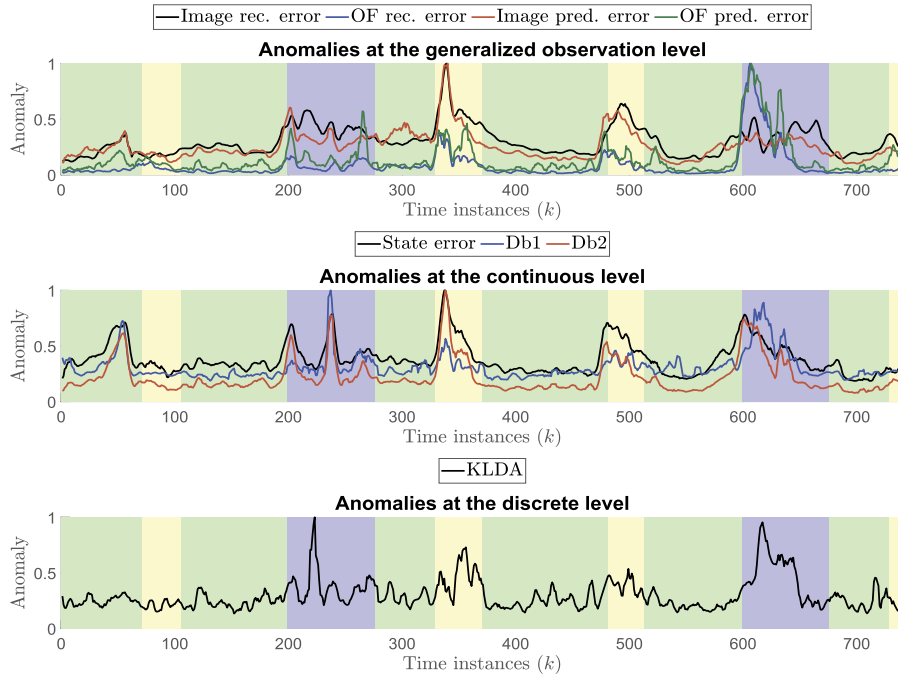 Image rec. error OF rec. error Image pred. error OF pred. error
Anomalies at the generalized observation level
1
0.5
0
Anomaly
0 100 200 300 400 500 600 700
Time instances (k)
State error Db1 Db2
Anomalies at the continuous level
1
0.5
0
Anomaly
0 100 200 300 400 500 600 700
Time instances (k)
KLDA
Anomalies at the discrete level
1
0.5
0
Anomaly
0 100 200 300 400 500 600 700
Time instances (k)